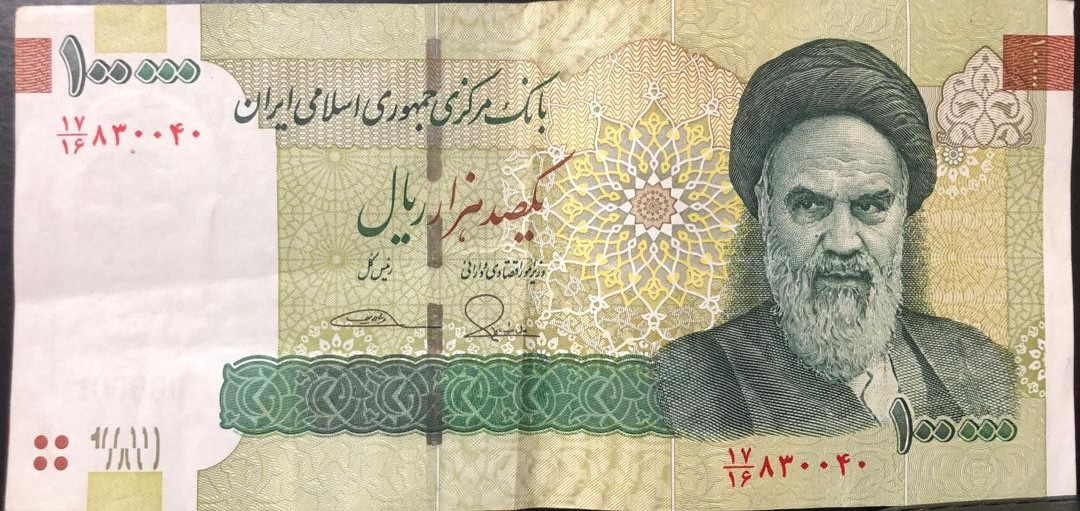 ۱۰۰۰۰۰
۱۷/۱۶ ۸۳۰۰۴۰
بانک مرکزی جمهوری اسلامی ایران
یکصد هزار ریال
وزیر امور اقتصادی و دارائی
رئیس کل
۱۰۰۰۰۰
۱۷/۱۶ ۸۳۰۰۴۰